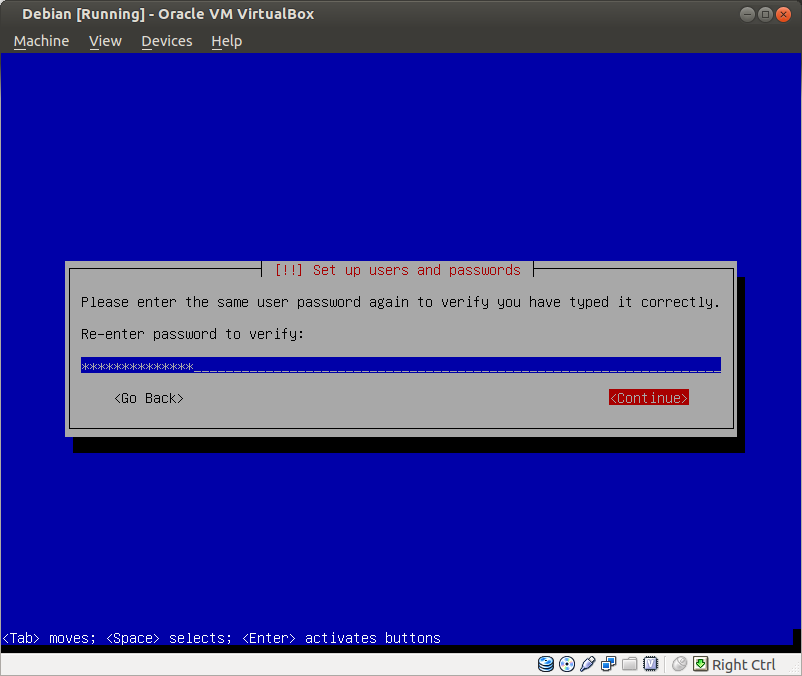 Debian [Running] - Oracle VM VirtualBox
Machine View Devices Help
[!!] Set up users and passwords
Please enter the same user password again to verify you have typed it correctly.
Re-enter password to verify:
**************
<Go Back> <Continue>
<Tab> moves; <Space> selects; <Enter> activates buttons
Right Ctrl